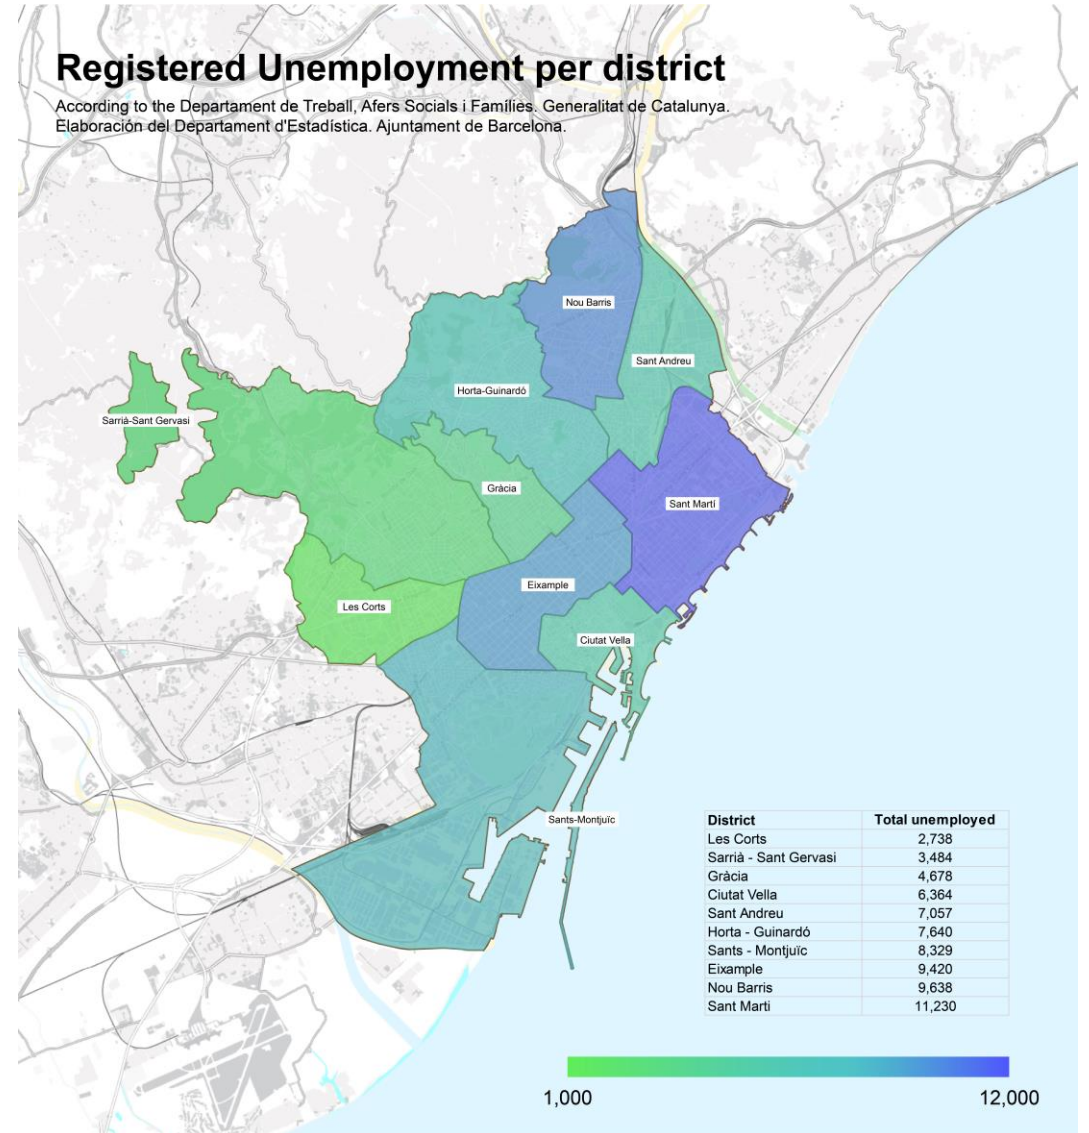 Registered Unemployment per district
According to the Departament de Treball, Afers Socials i Famílies. Generalitat de Catalunya.
Elaboración del Departament d'Estadística. Ajuntament de Barcelona.
Nou Barris
Sant Andreu
Horta-Guinardó
Sarrià-Sant Gervasi
Gràcia
Sant Martí
Eixample
Les Corts
Ciutat Vella
Sants-Montjuïc
District Total unemployed
Les Corts 2,738
Sarrià - Sant Gervasi 3,484
Gràcia 4,678
Ciutat Vella 6,364
Sant Andreu 7,057
Horta - Guinardó 7,640
Sants - Montjuïc 8,329
Eixample 9,420
Nou Barris 9,638
Sant Marti 11,230
1,000 12,000